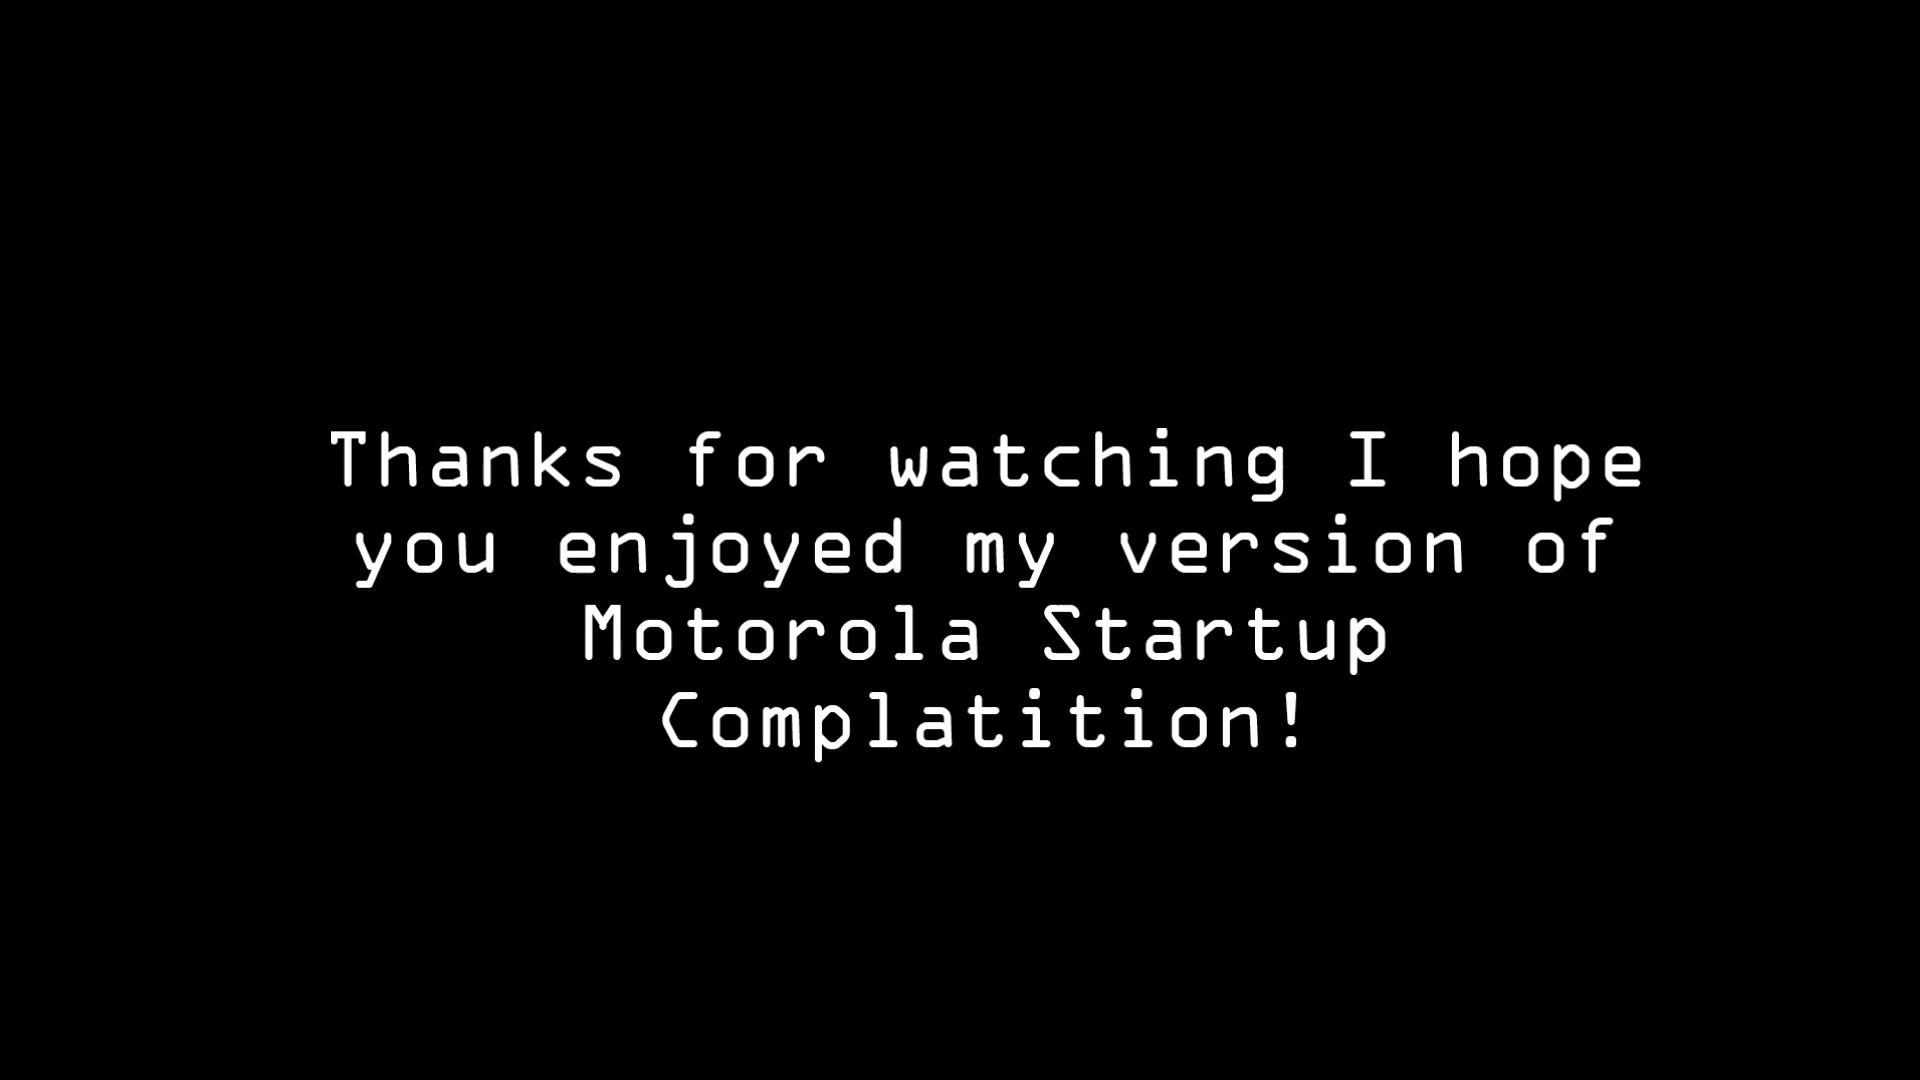 Thanks for watching I hope
you enjoyed my version of
Motorola Startup
Complatition!